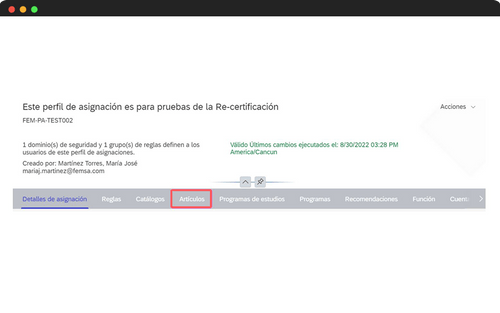 Este perfil de asignación es para pruebas de la Re-certificación
Acciones
FEM-PA-TEST002
1 dominio(s) de seguridad y 1 grupo(s) de reglas definen a los
usuarios de este perfil de asignaciones.
Válido Últimos cambios ejecutados el: 8/30/2022 03:28 PM
America/Cancun
Creado por: Martínez Torres, María José
mariaj.martinez@femsa.com
Detalles de asignación Reglas Catálogos Artículos Programas de estudios Programas Recomendaciones Función Cuent